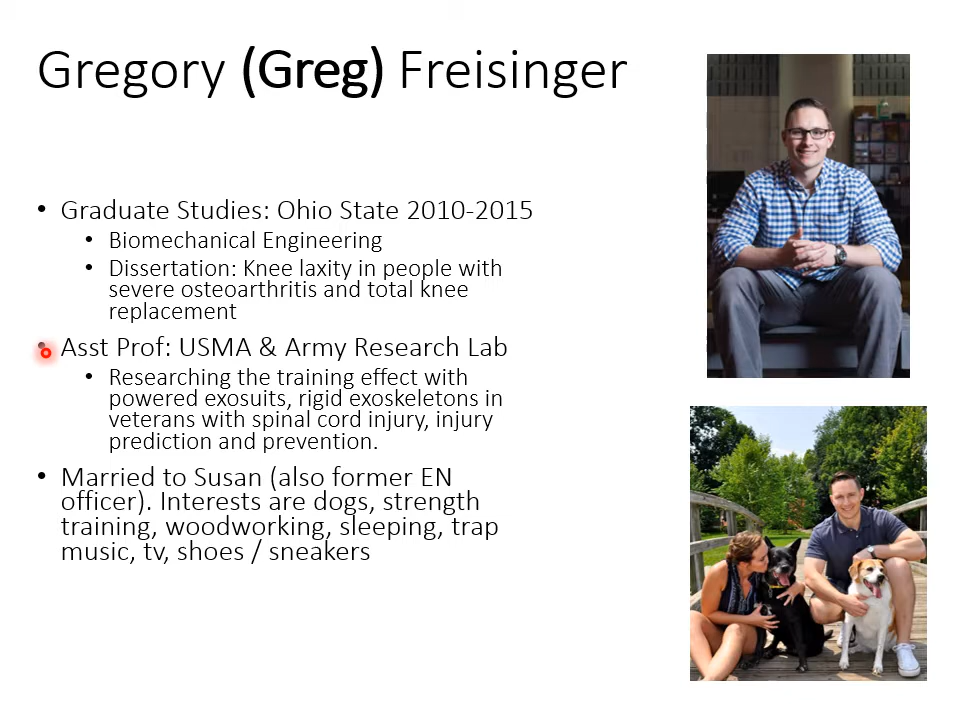 Gregory (Greg) Freisinger
• Graduate Studies: Ohio State 2010-2015
• Biomechanical Engineering
• Dissertation: Knee laxity in people with
severe osteoarthritis and total knee
replacement
• Asst Prof: USMA & Army Research Lab
• Researching the training effect with
powered exosuits, rigid exoskeletons in
veterans with spinal cord injury, injury
prediction and prevention.
• Married to Susan (also former EN
officer). Interests are dogs, strength
training, woodworking, sleeping, trap
music, tv, shoes / sneakers